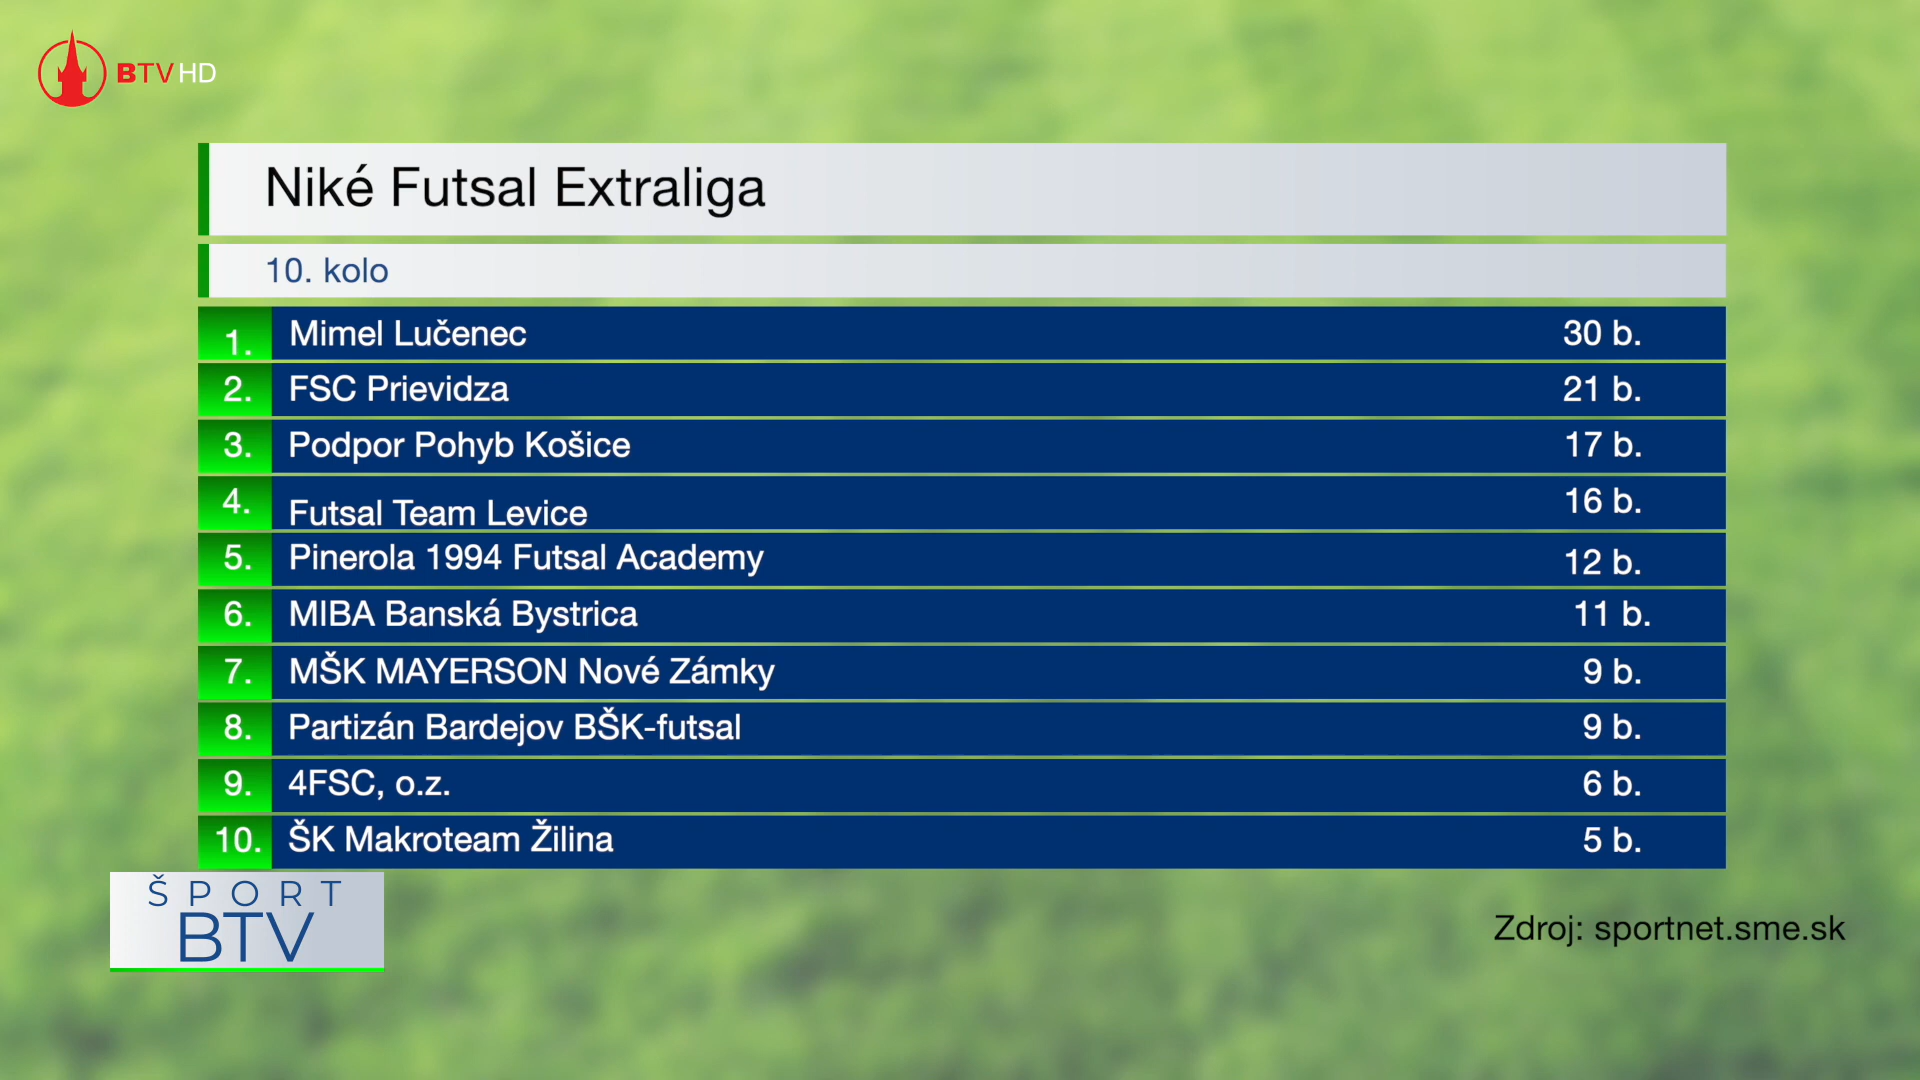 BTV HD
Niké Futsal Extraliga
10. kolo
1. Mimel Lučenec 30 b.
2. FSC Prievidza 21 b.
3. Podpor Pohyb Košice 17 b.
4. Futsal Team Levice 16 b.
5. Pinerola 1994 Futsal Academy 12 b.
6. MIBA Banská Bystrica 11 b.
7. MŠK MAYERSON Nové Zámky 9 b.
8. Partizán Bardejov BŠK-futsal 9 b.
9. 4FSC, o.z. 6 b.
10. ŠK Makroteam Žilina 5 b.
ŠPORT
BTV
Zdroj: sportnet.sme.sk